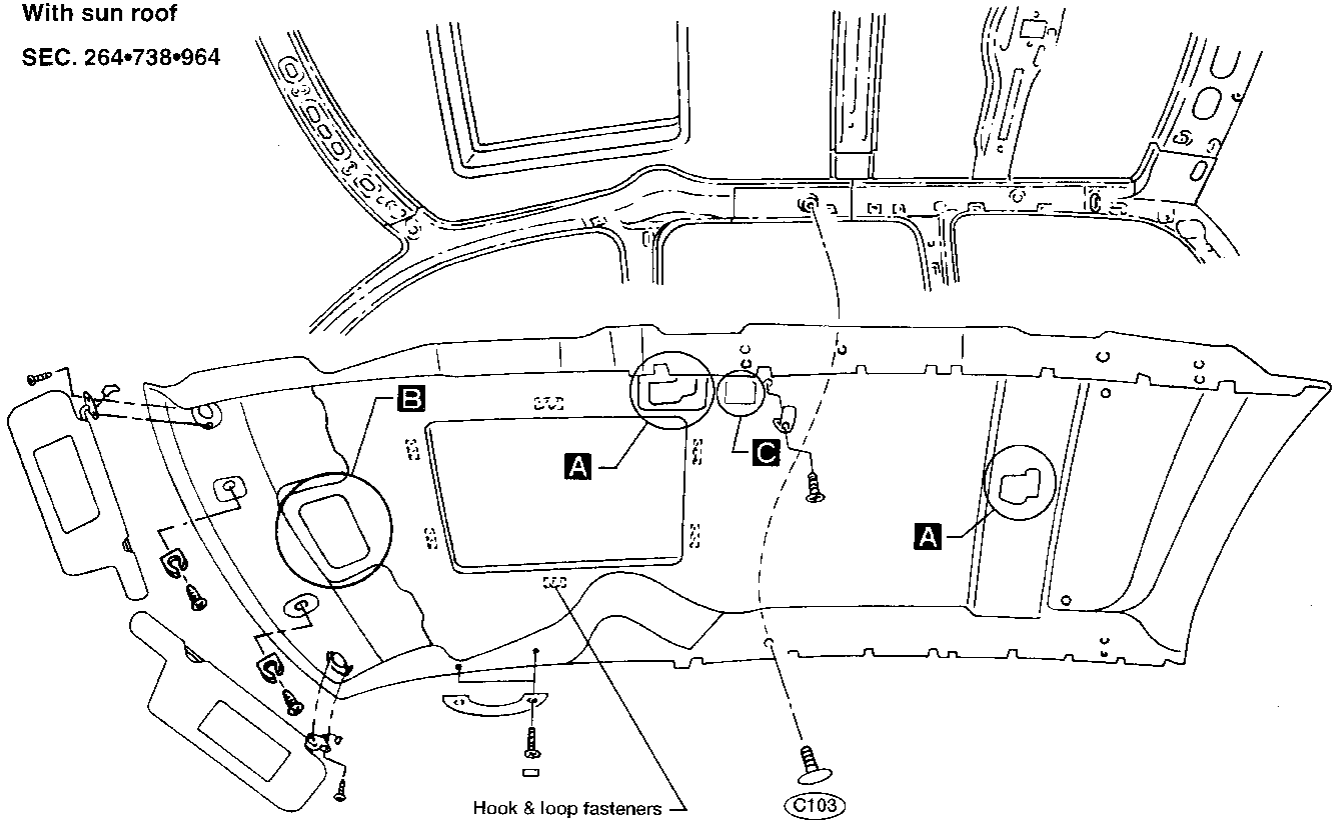 With sun roof
SEC. 264•738•964
B
A
C
A
Hook & loop fasteners
C103